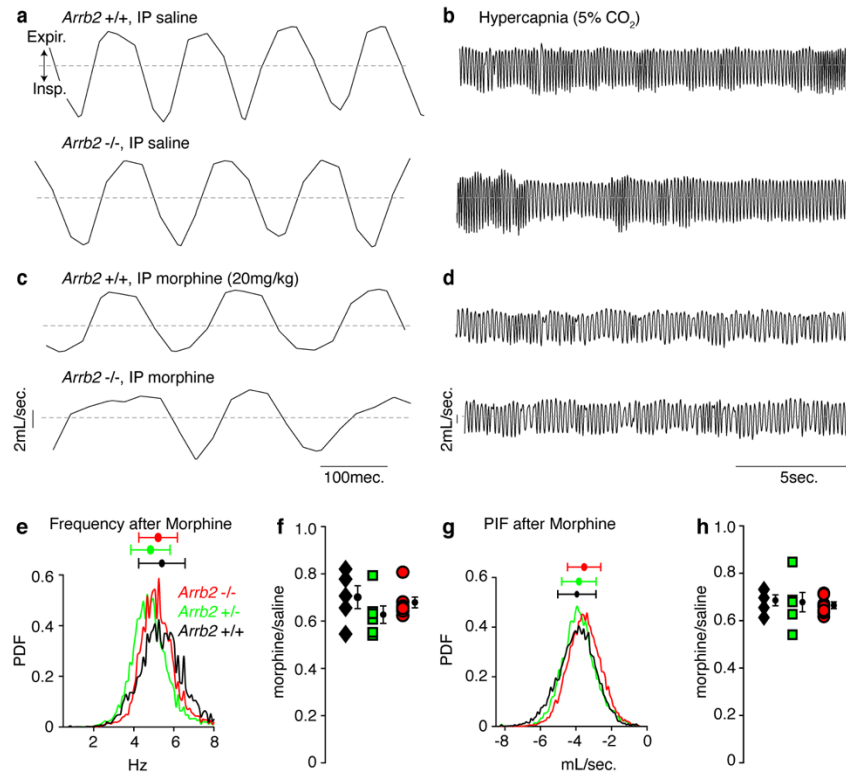 a
Arrb2 +/+, IP saline
Expir.
Insp.
Arrb2 -/-, IP saline
b
Hypercapnia (5% CO₂)
c
Arrb2 +/+, IP morphine (20mg/kg)
Arrb2 -/-, IP morphine
2mL/sec.
100mec.
d
2mL/sec.
5sec.
e
Frequency after Morphine
Arrb2 -/-
Arrb2 +/-
Arrb2 +/+
PDF
0.6
0.4
0.2
0
2 4 6 8
Hz
f
morphine/saline
1.0
0.8
0.6
0.4
0.2
0
g
PIF after Morphine
PDF
0.6
0.4
0.2
0
-8 -6 -4 -2 0
mL/sec.
h
morphine/saline
1.0
0.8
0.6
0.4
0.2
0